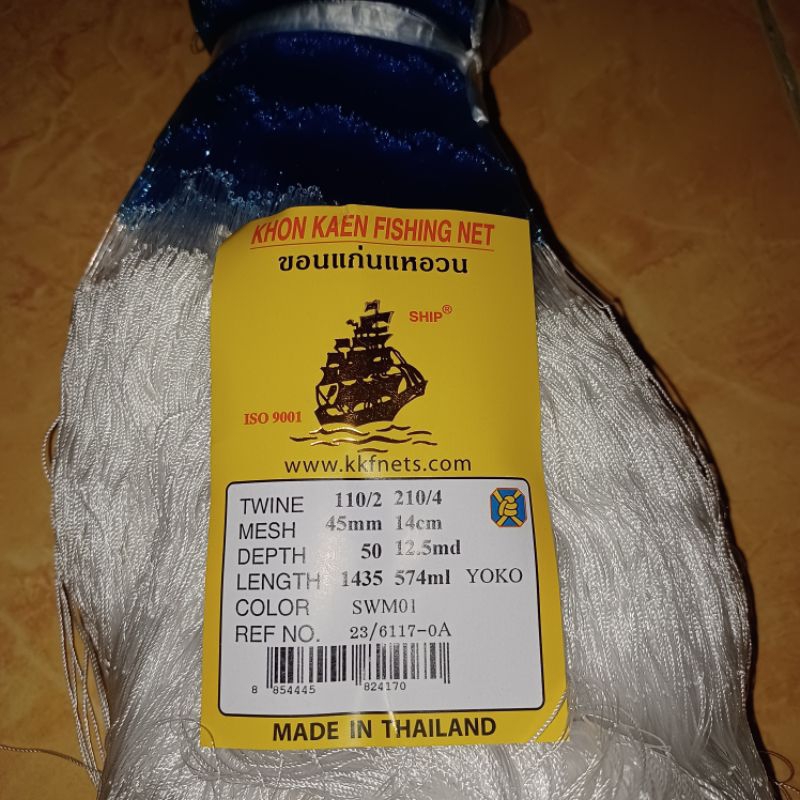 KHON KAEN FISHING NET
ขอนแก่นแหอวน
SHIP®
ISO 9001
www.kkfnets.com
TWINE 110/2 210/4
MESH 45mm 14cm
DEPTH 50 12.5md
LENGTH 1435 574ml YOKO
COLOR SWM01
REF NO. 23/6117-0A
8 854445 824170
MADE IN THAILAND